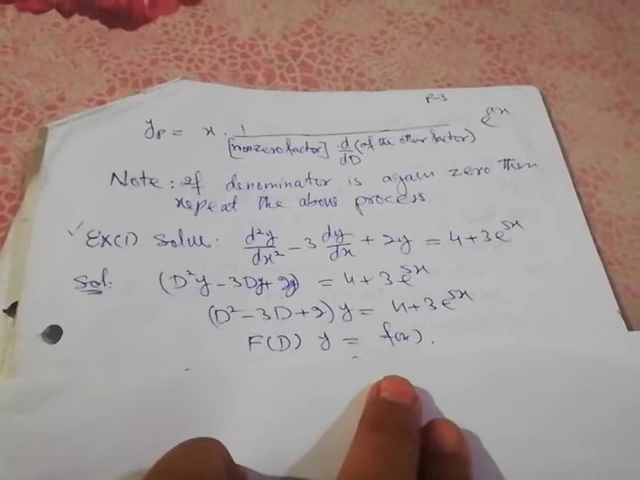 P-3
yp = x · 1 / [nonzero factor] · d/dD (of the other factor) e^ax
Note: If denominator is again zero then
repeat the above process
✓ Ex(1) Solve: d²y/dx² - 3 dy/dx + 2y = 4 + 3e^5x
Sol: (D²y - 3Dy + 2y) = 4 + 3e^5x
(D² - 3D + 2) y = 4 + 3e^5x
F(D) y = f(x).